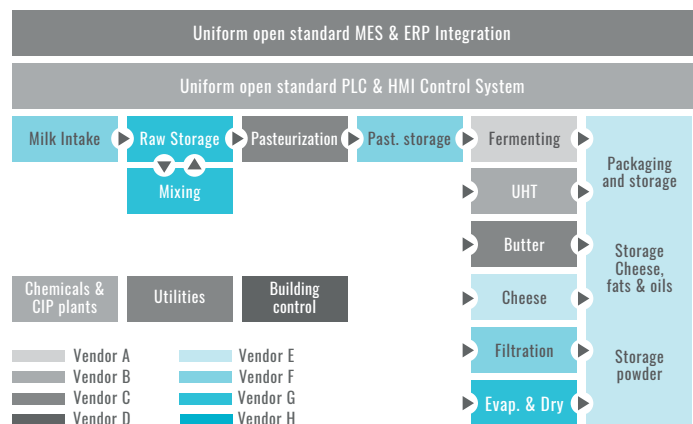 Uniform open standard MES & ERP Integration
Uniform open standard PLC & HMI Control System
Milk Intake
Raw Storage
Pasteurization
Past. storage
Fermenting
Mixing
UHT
Butter
Cheese
Filtration
Evap. & Dry
Packaging
and storage
Storage
Cheese,
fats & oils
Storage
powder
Chemicals &
CIP plants
Utilities
Building
control
Vendor A
Vendor B
Vendor C
Vendor D
Vendor E
Vendor F
Vendor G
Vendor H